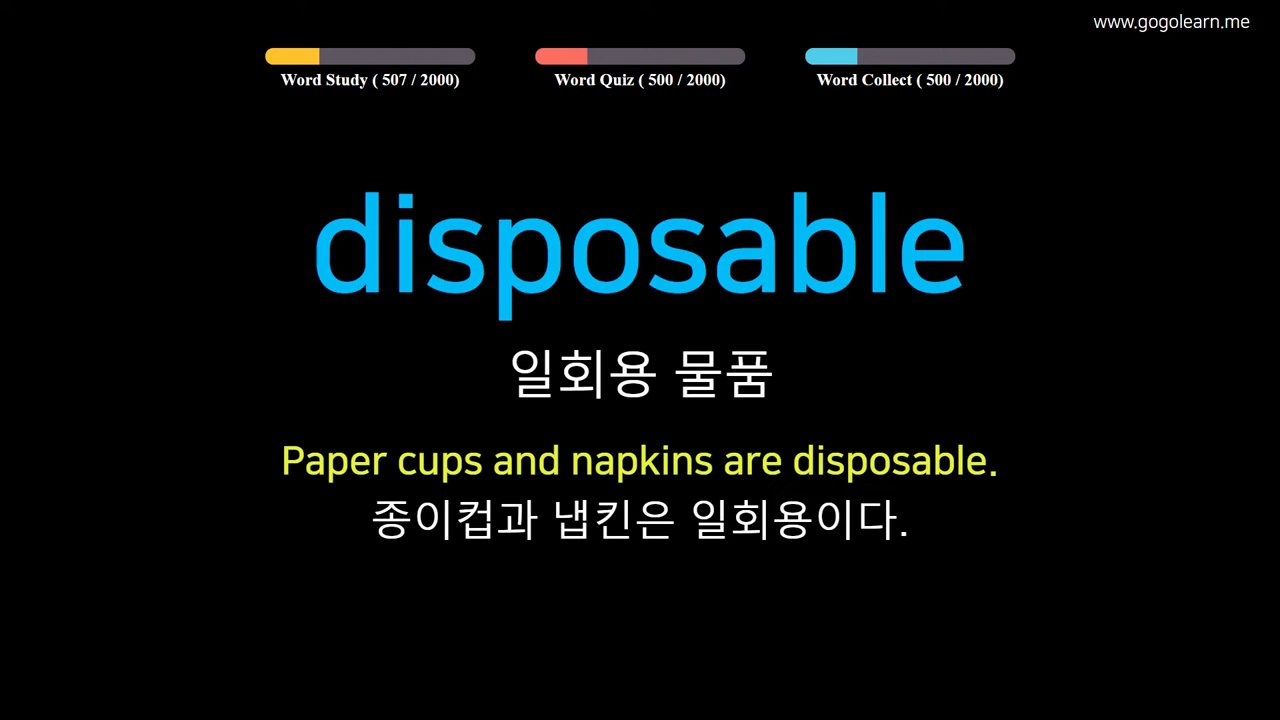 www.gogolearn.me
Word Study ( 507 / 2000)
Word Quiz ( 500 / 2000)
Word Collect ( 500 / 2000)
disposable
일회용 물품
Paper cups and napkins are disposable.
종이컵과 냅킨은 일회용이다.